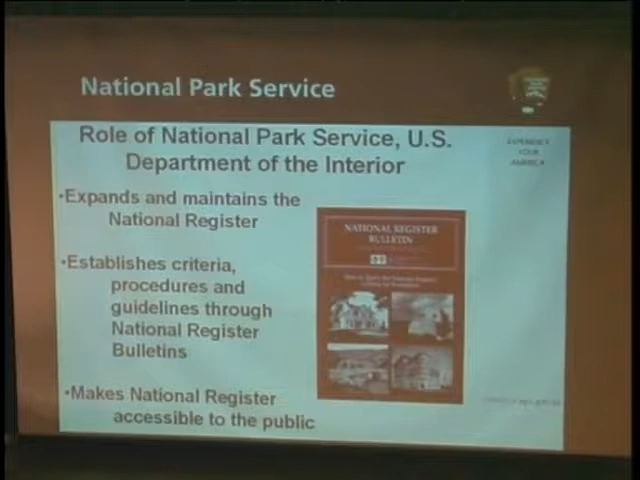 National Park Service
Role of National Park Service, U.S.
Department of the Interior
•Expands and maintains the
National Register
•Establishes criteria,
procedures and
guidelines through
National Register
Bulletins
•Makes National Register
accessible to the public
NATIONAL REGISTER
BULLETIN
EXPERIENCE
YOUR
AMERICA